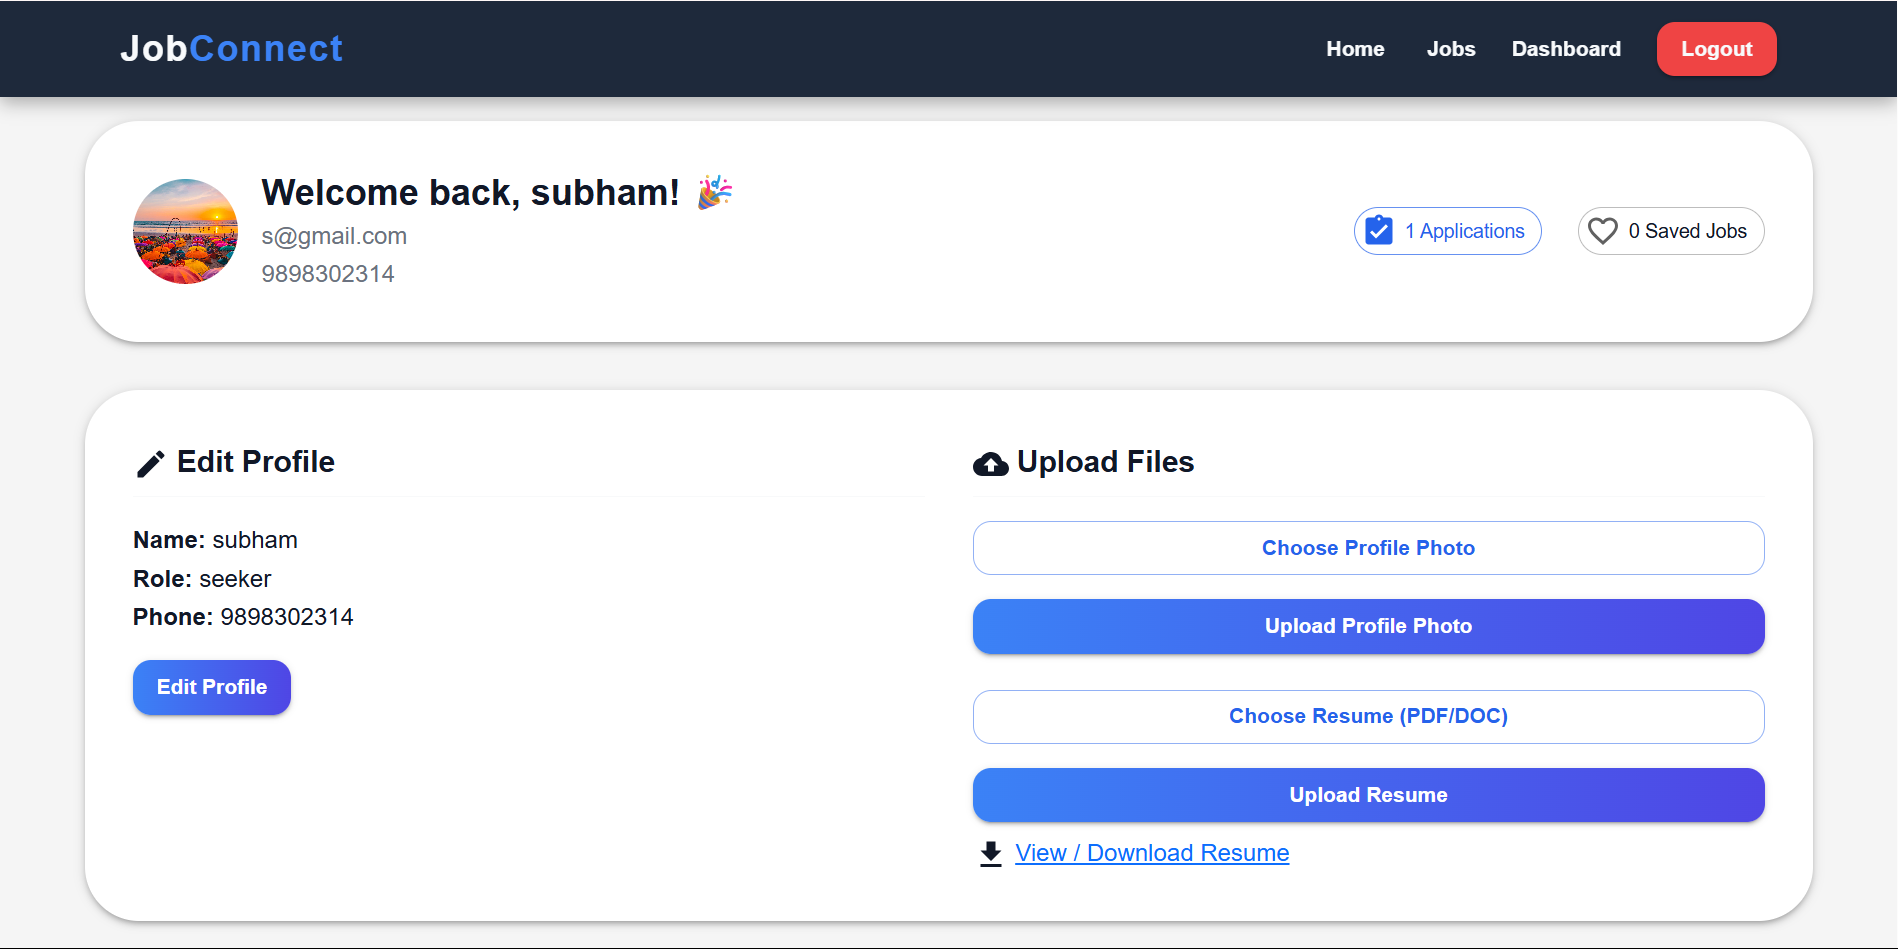 JobConnect
Home Jobs Dashboard Logout
Welcome back, subham! 🎉
s@gmail.com
9898302314
1 Applications
0 Saved Jobs
Edit Profile
Name: subham
Role: seeker
Phone: 9898302314
Edit Profile
Upload Files
Choose Profile Photo
Upload Profile Photo
Choose Resume (PDF/DOC)
Upload Resume
View / Download Resume